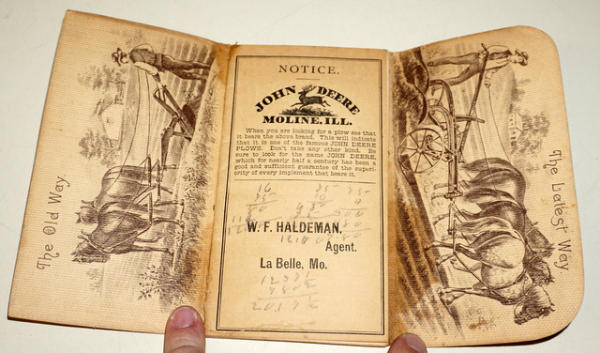 The Old Way
NOTICE.
JOHN DEERE
MOLINE, ILL.
When you are looking for a plow see that
it bears the above brand. This will indicate
that it is one of the famous JOHN DEERE
PLOWS. Don't take any other kind. Be
sure to look for the name JOHN DEERE,
which for nearly half a century has been a
good and sufficient guarantee of the superi-
ority of every implement that bears it.
16
W. F. HALDEMAN,
Agent.
La Belle, Mo.
The Latest Way